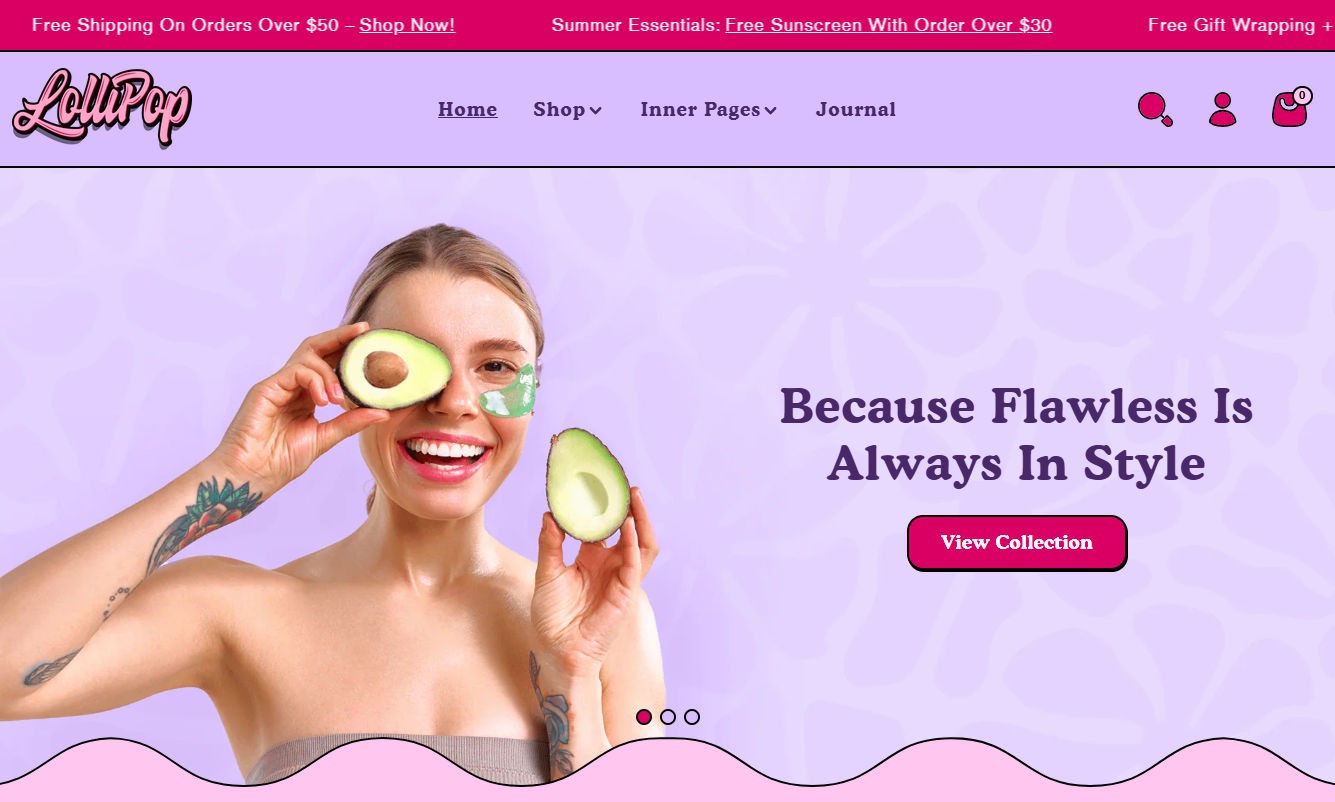 Free Shipping On Orders Over $50 – Shop Now! Summer Essentials: Free Sunscreen With Order Over $30 Free Gift Wrapping +
LolliPop
Home Shop Inner Pages Journal
0
Because Flawless Is
Always In Style
View Collection